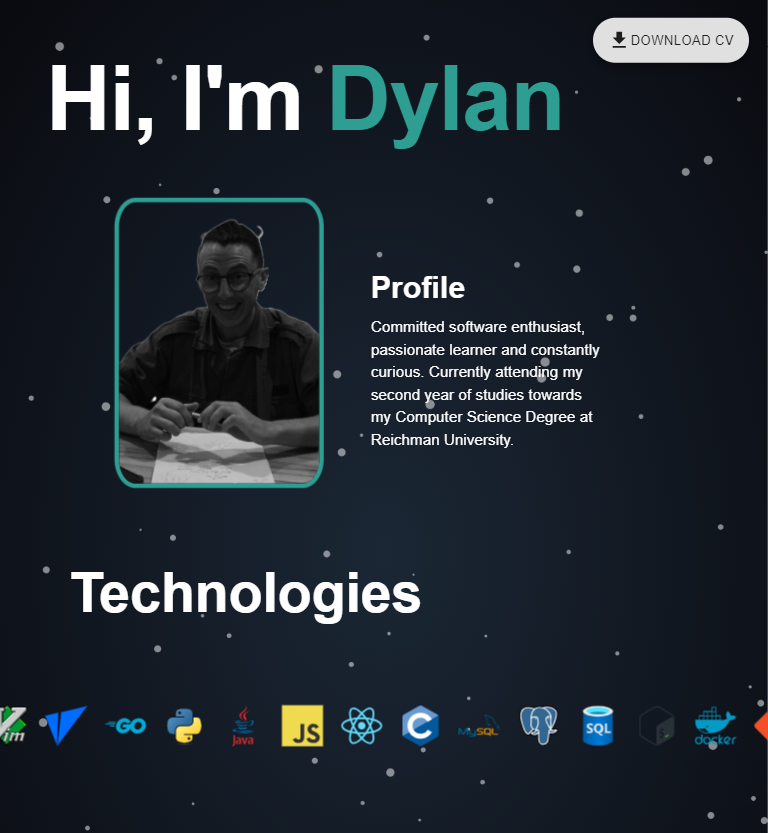 DOWNLOAD CV
Hi, I'm Dylan
Profile
Committed software enthusiast,
passionate learner and constantly
curious. Currently attending my
second year of studies towards
my Computer Science Degree at
Reichman University.
Technologies
Vim
GO
Java
JS
C
MySQL
SQL
docker